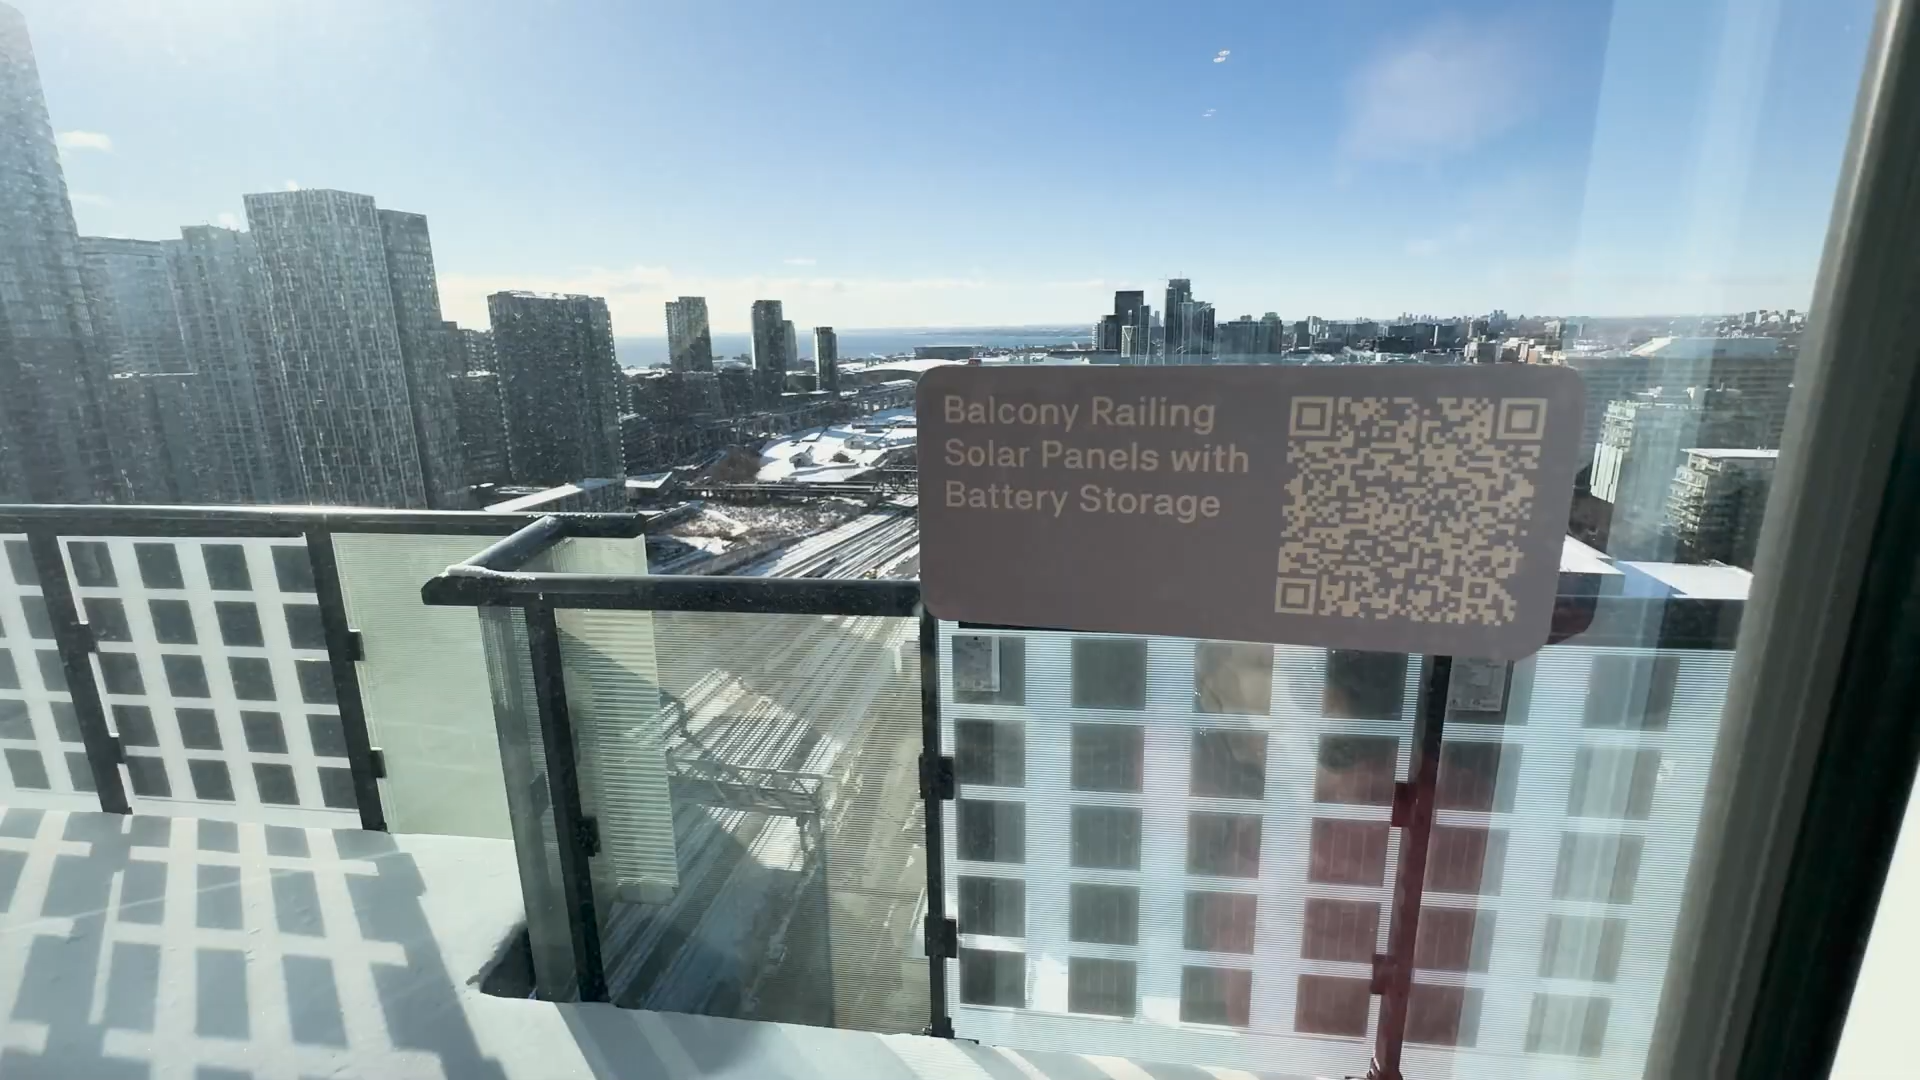 Balcony Railing
Solar Panels with
Battery Storage